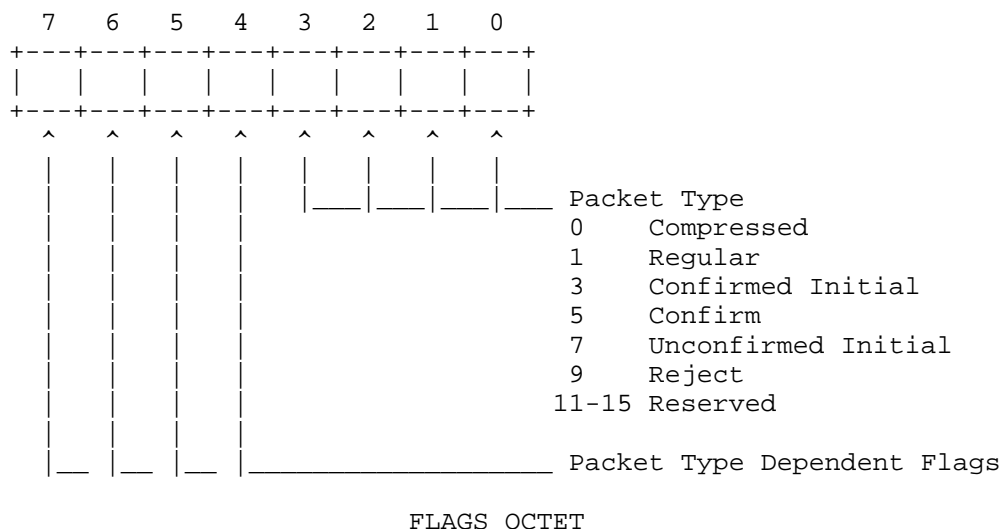 7 6 5 4 3 2 1 0
Packet Type
0 Compressed
1 Regular
3 Confirmed Initial
5 Confirm
7 Unconfirmed Initial
9 Reject
11-15 Reserved
Packet Type Dependent Flags
FLAGS OCTET